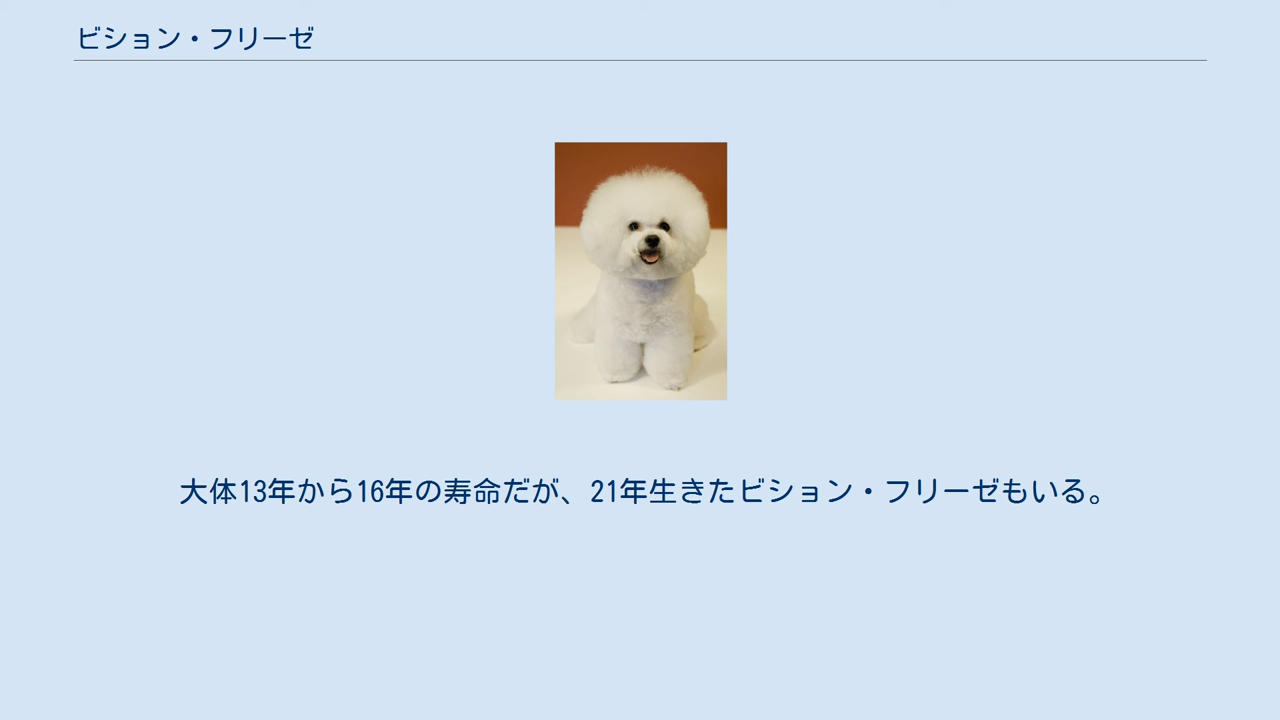 ビション・フリーゼ
大体13年から16年の寿命だが、21年生きたビション・フリーゼもいる。